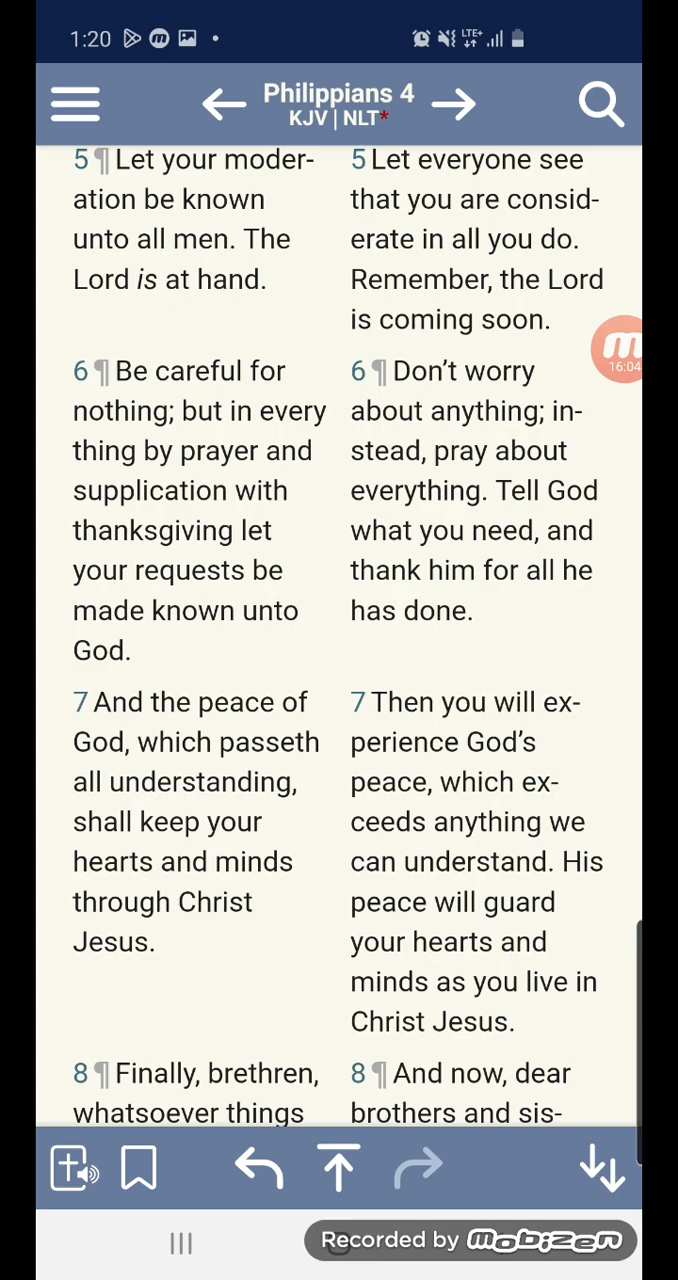 1:20
LTE+
Philippians 4
KJV | NLT*
5 ¶ Let your moder-
ation be known
unto all men. The
Lord is at hand.
6 ¶ Be careful for
nothing; but in every
thing by prayer and
supplication with
thanksgiving let
your requests be
made known unto
God.
7 And the peace of
God, which passeth
all understanding,
shall keep your
hearts and minds
through Christ
Jesus.
8 ¶ Finally, brethren,
whatsoever things
5 Let everyone see
that you are consid-
erate in all you do.
Remember, the Lord
is coming soon.
6 ¶ Don’t worry
about anything; in-
stead, pray about
everything. Tell God
what you need, and
thank him for all he
has done.
7 Then you will ex-
perience God’s
peace, which ex-
ceeds anything we
can understand. His
peace will guard
your hearts and
minds as you live in
Christ Jesus.
8 ¶ And now, dear
brothers and sis-
m
16:04
Recorded by mobizen